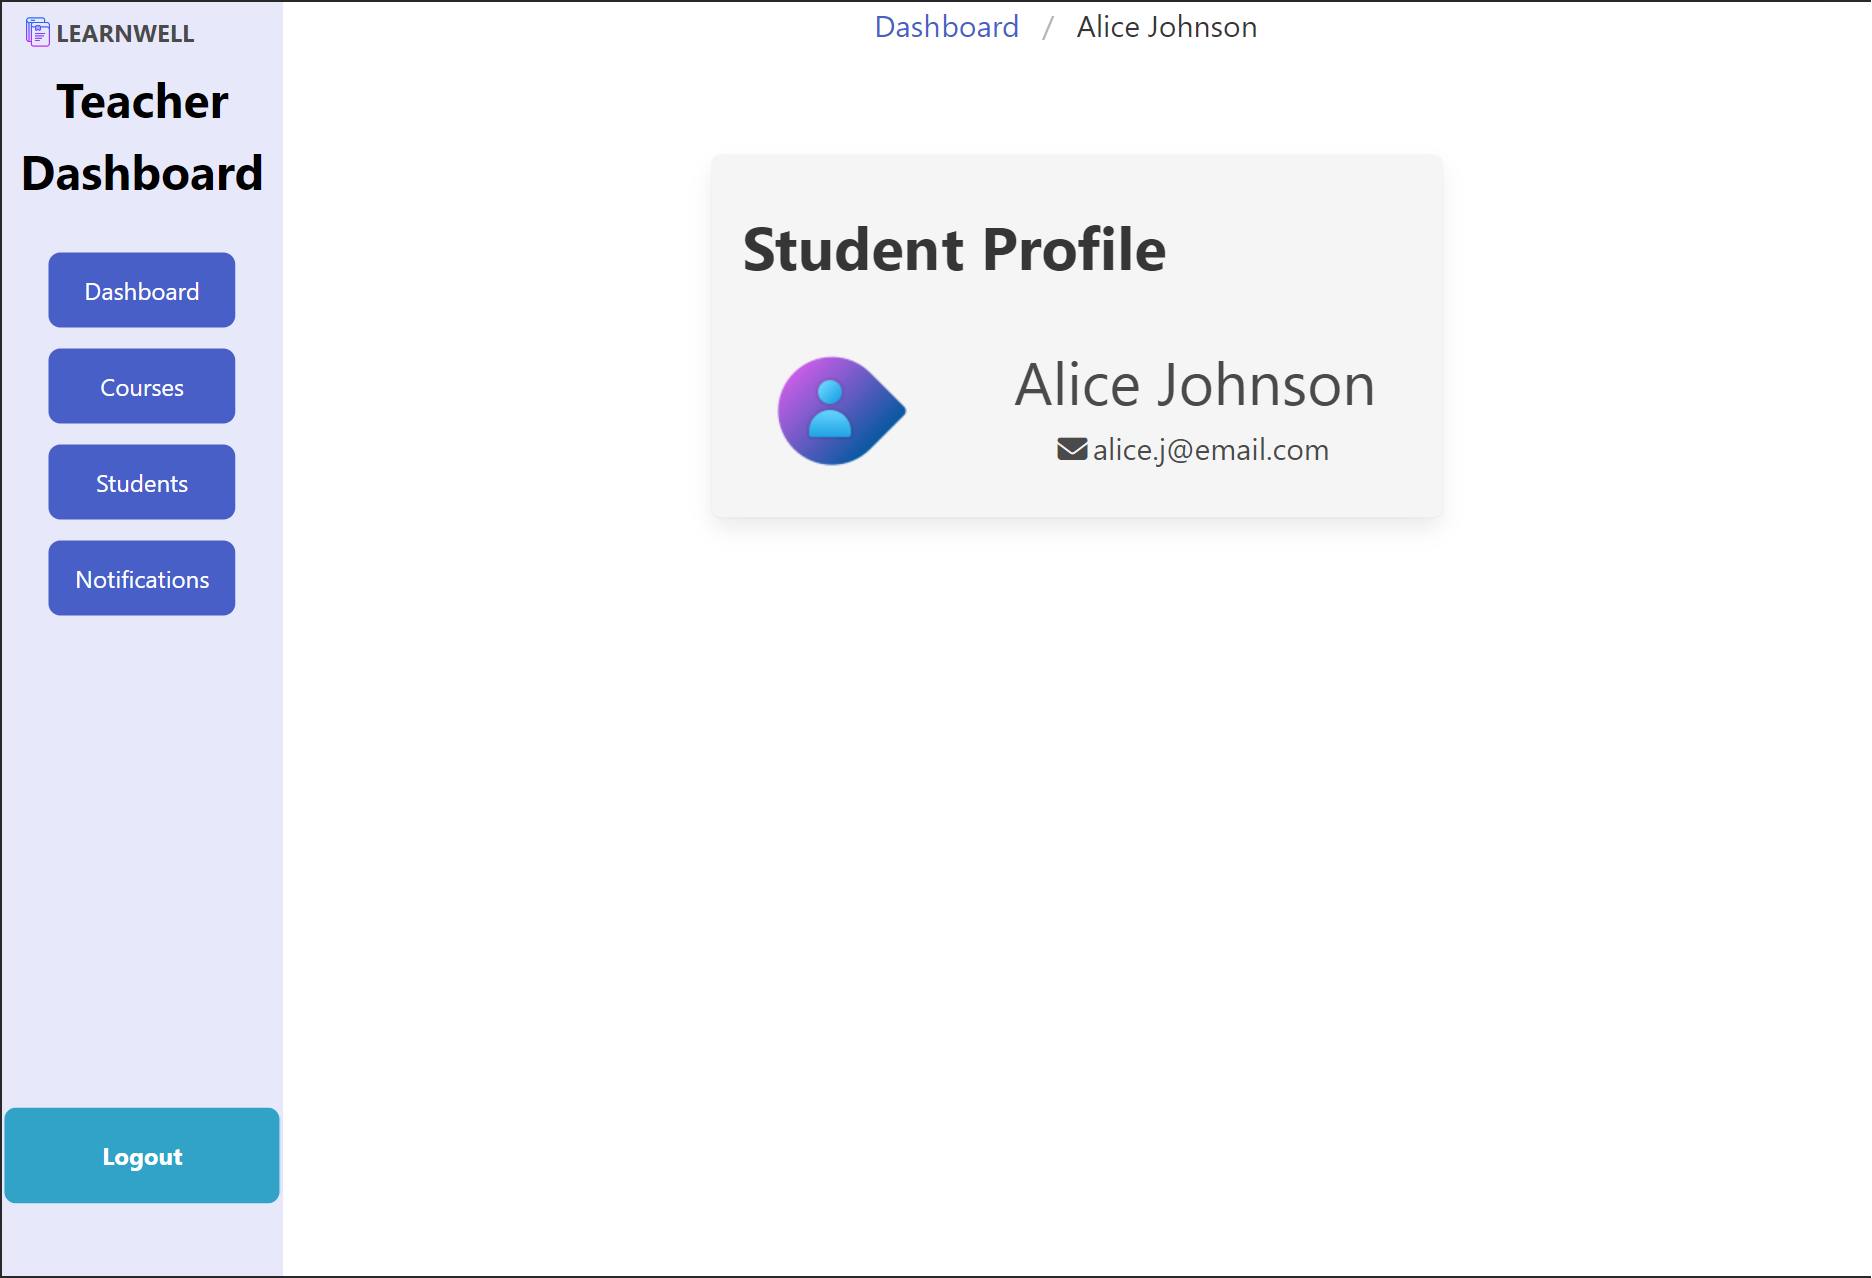 LEARNWELL
Teacher
Dashboard
Dashboard
Courses
Students
Notifications
Logout
Dashboard / Alice Johnson
Student Profile
Alice Johnson
alice.j@email.com